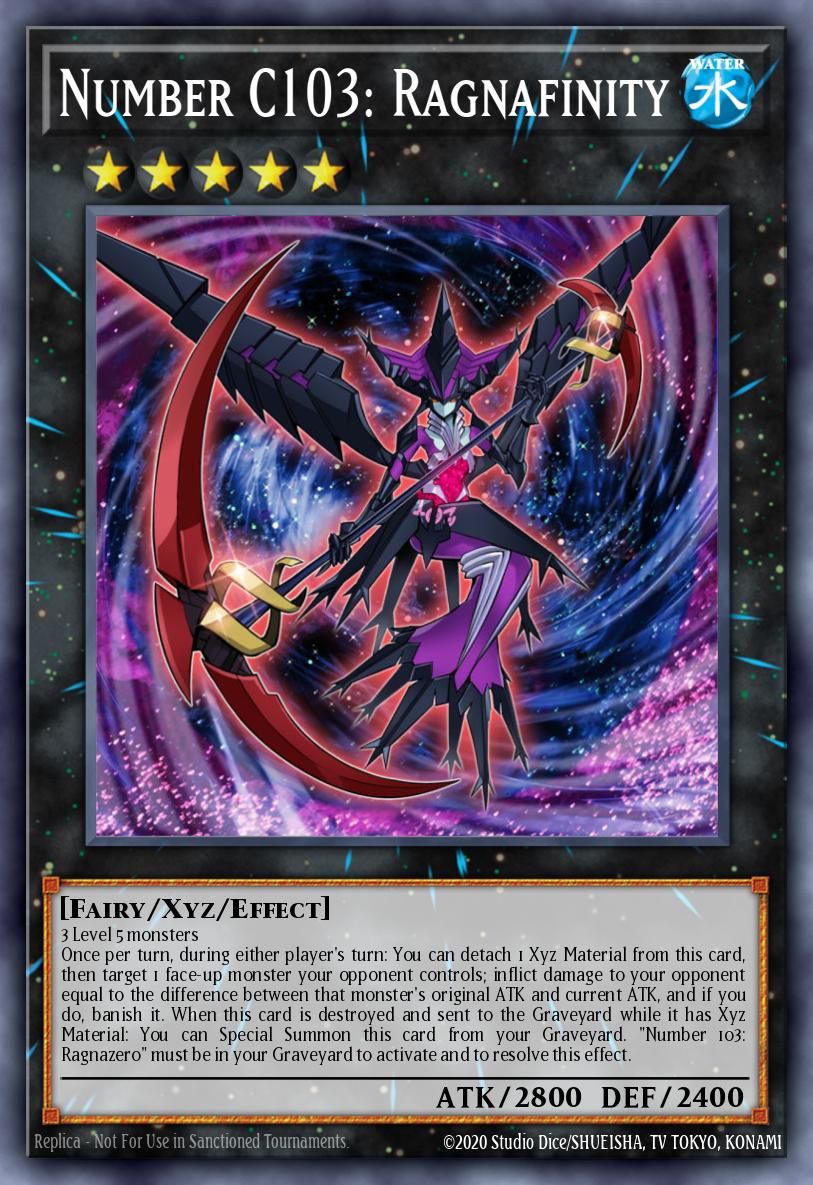 Number C103: Ragnafinity
WATER
水
103
[Fairy/Xyz/Effect]
3 Level 5 monsters
Once per turn, during either player's turn: You can detach 1 Xyz Material from this card,
then target 1 face-up monster your opponent controls; inflict damage to your opponent
equal to the difference between that monster's original ATK and current ATK, and if you
do, banish it. When this card is destroyed and sent to the Graveyard while it has Xyz
Material: You can Special Summon this card from your Graveyard. "Number 103:
Ragnazero" must be in your Graveyard to activate and to resolve this effect.
ATK/2800 DEF/2400
Replica - Not For Use in Sanctioned Tournaments.
©2020 Studio Dice/SHUEISHA, TV TOKYO, KONAMI